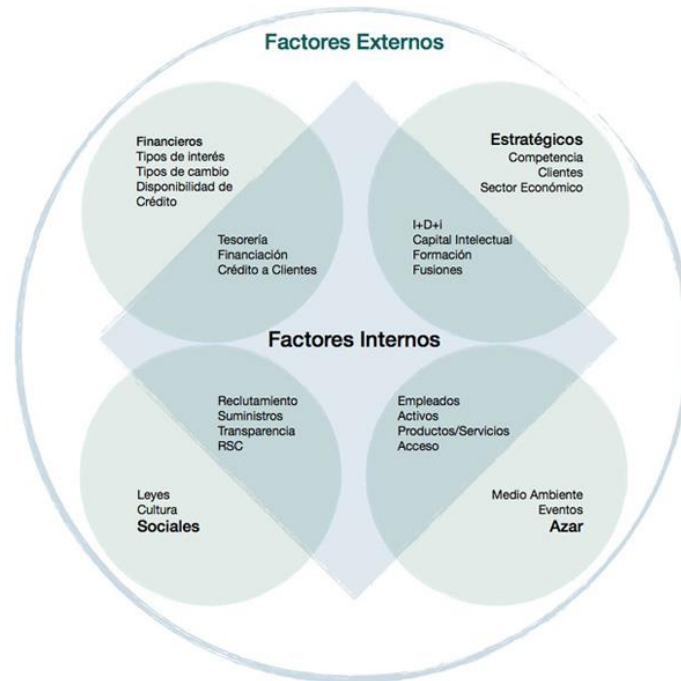 Factores Externos
Financieros
Tipos de interés
Tipos de cambio
Disponibilidad de
Crédito
Tesorería
Financiación
Crédito a Clientes
Estratégicos
Competencia
Clientes
Sector Económico
I+D+i
Capital Intelectual
Formación
Fusiones
Factores Internos
Reclutamiento
Suministros
Transparencia
RSC
Leyes
Cultura
Sociales
Empleados
Activos
Productos/Servicios
Acceso
Medio Ambiente
Eventos
Azar